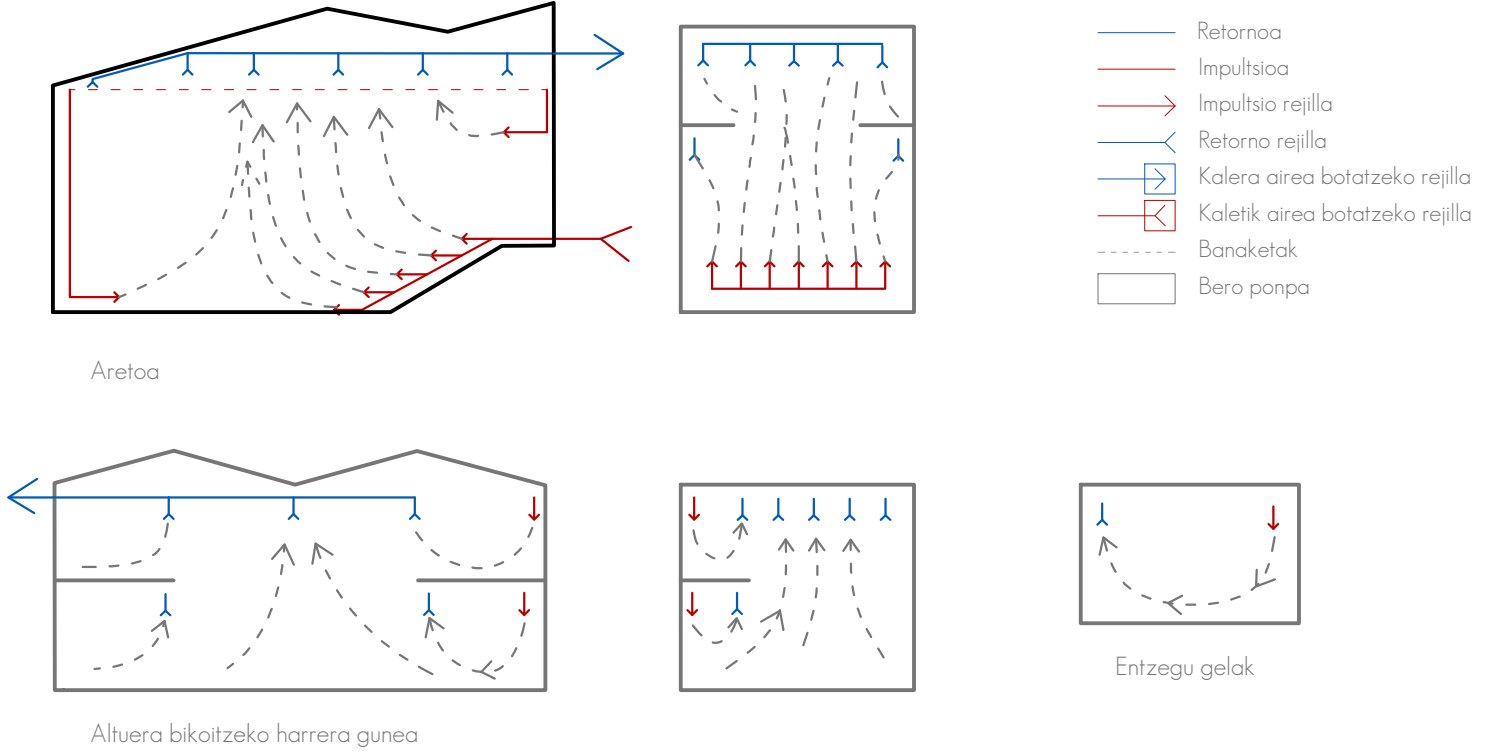 Retornoa
Impultsioa
Impultsio rejilla
Retorno rejilla
Kalera airea botatzeko rejilla
Kaletik airea botatzeko rejilla
Banaketak
Bero ponpa
Aretoa
Entzegu gelak
Altuera bikoitzeko harrera gunea